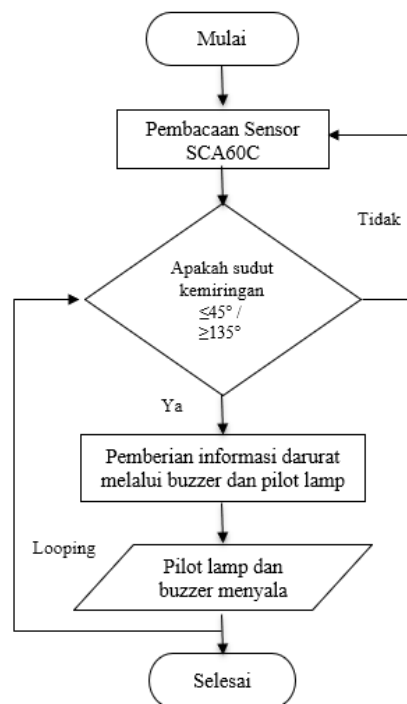 Mulai
Pembacaan Sensor
SCA60C
Tidak
Apakah sudut
kemiringan
≤45° /
≥135°
Ya
Pemberian informasi darurat
melalui buzzer dan pilot lamp
Looping
Pilot lamp dan
buzzer menyala
Selesai